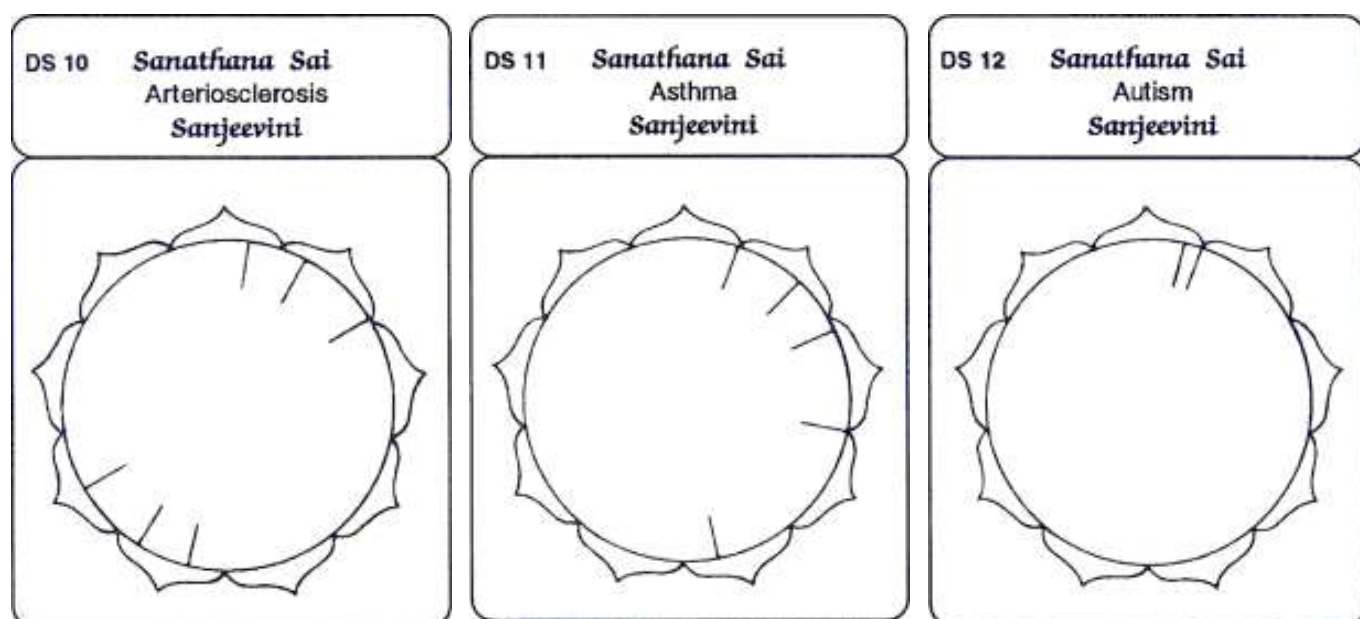 DS 10 Sanathana Sai
Arteriosclerosis
Sanjeevini
DS 11 Sanathana Sai
Asthma
Sanjeevini
DS 12 Sanathana Sai
Autism
Sanjeevini